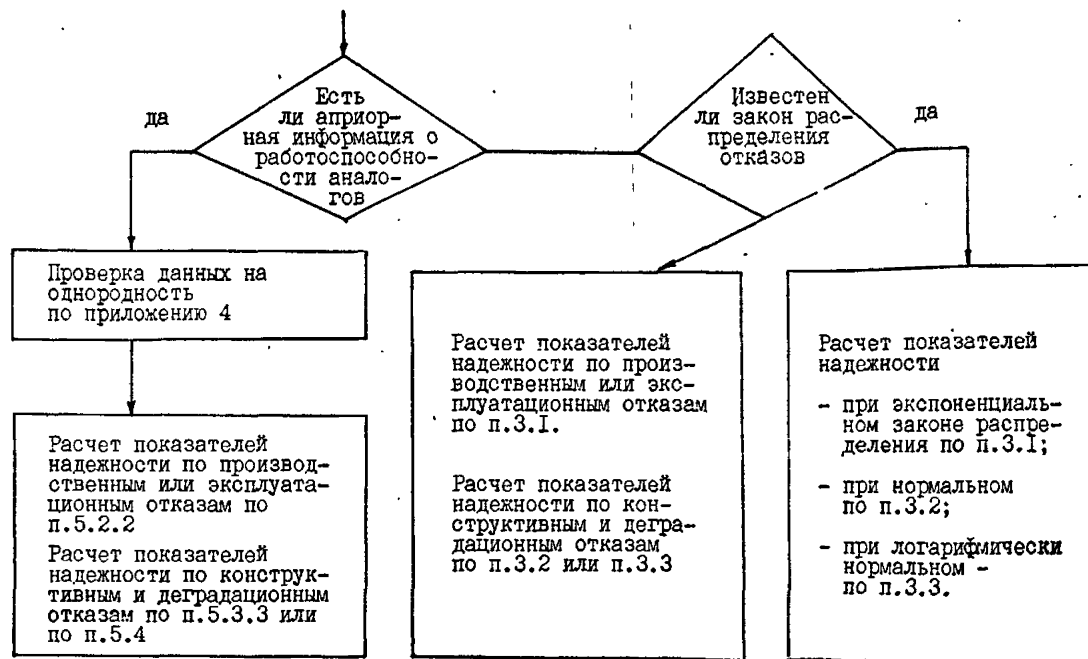 Есть
ли априор-
ная информация о
работоспособно-
сти анало-
гов
да
Известен
ли закон рас-
пределения
отказов
да
Проверка данных на
однородность
по приложению 4
Расчет показателей
надежности по производ-
ственным или эксплуата-
ционным отказам по
п.5.2.2
Расчет показателей
надежности по конструк-
тивным и деградационным
отказам по п.5.3.3 или
по п.5.4
Расчет показателей
надежности по произ-
водственным или экс-
плуатационным отказам
по п.3.I.
Расчет показателей
надежности по кон-
структивным и дегра-
дационным отказам
по п.3.2 или п.3.3
Расчет показателей
надежности
- при экспоненциаль-
ном законе распре-
деления по п.3.I;
- при нормальном
по п.3.2;
- при логарифмически
нормальном -
по п.3.3.